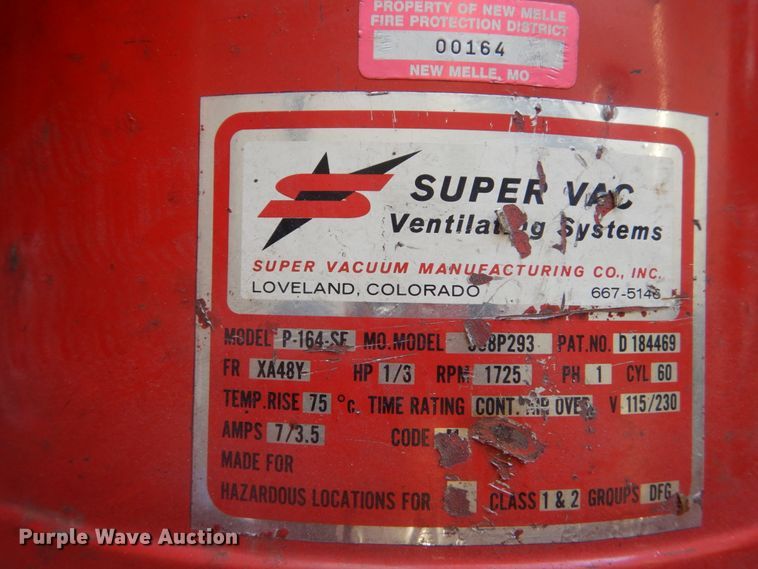 PROPERTY OF NEW MELLE
FIRE PROTECTION DISTRICT
00164
NEW MELLE, MO
SUPER VAC
Ventilating Systems
SUPER VACUUM MANUFACTURING CO., INC.
LOVELAND, COLORADO 667-5146
MODEL P-164-SE MO. MODEL PAT. NO. D 184469
FR XA48Y HP 1/3 RPM 1725 PH 1 CYL 60
TEMP. RISE 75 °C. TIME RATING CONT. AIR OVER V 115/230
AMPS 7/3.5 CODE
MADE FOR
HAZARDOUS LOCATIONS FOR CLASS 1 & 2 GROUPS DFG
Purple Wave Auction